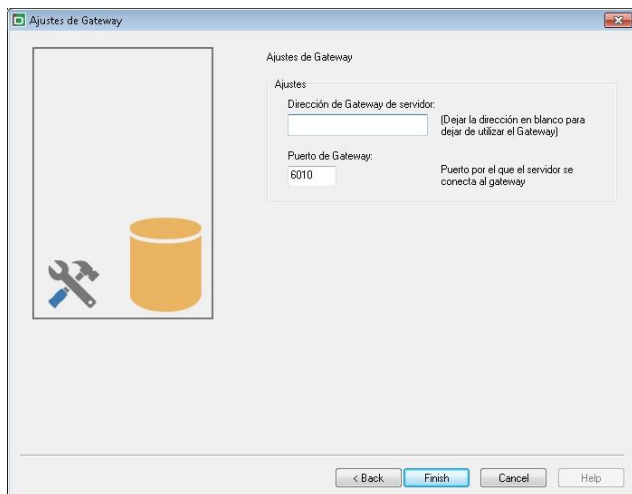 Ajustes de Gateway
Ajustes de Gateway
Ajustes
Dirección de Gateway de servidor:
(Dejar la dirección en blanco para
dejar de utilizar el Gateway)
Puerto de Gateway:
6010
Puerto por el que el servidor se
conecta al gateway
< Back
Finish
Cancel
Help